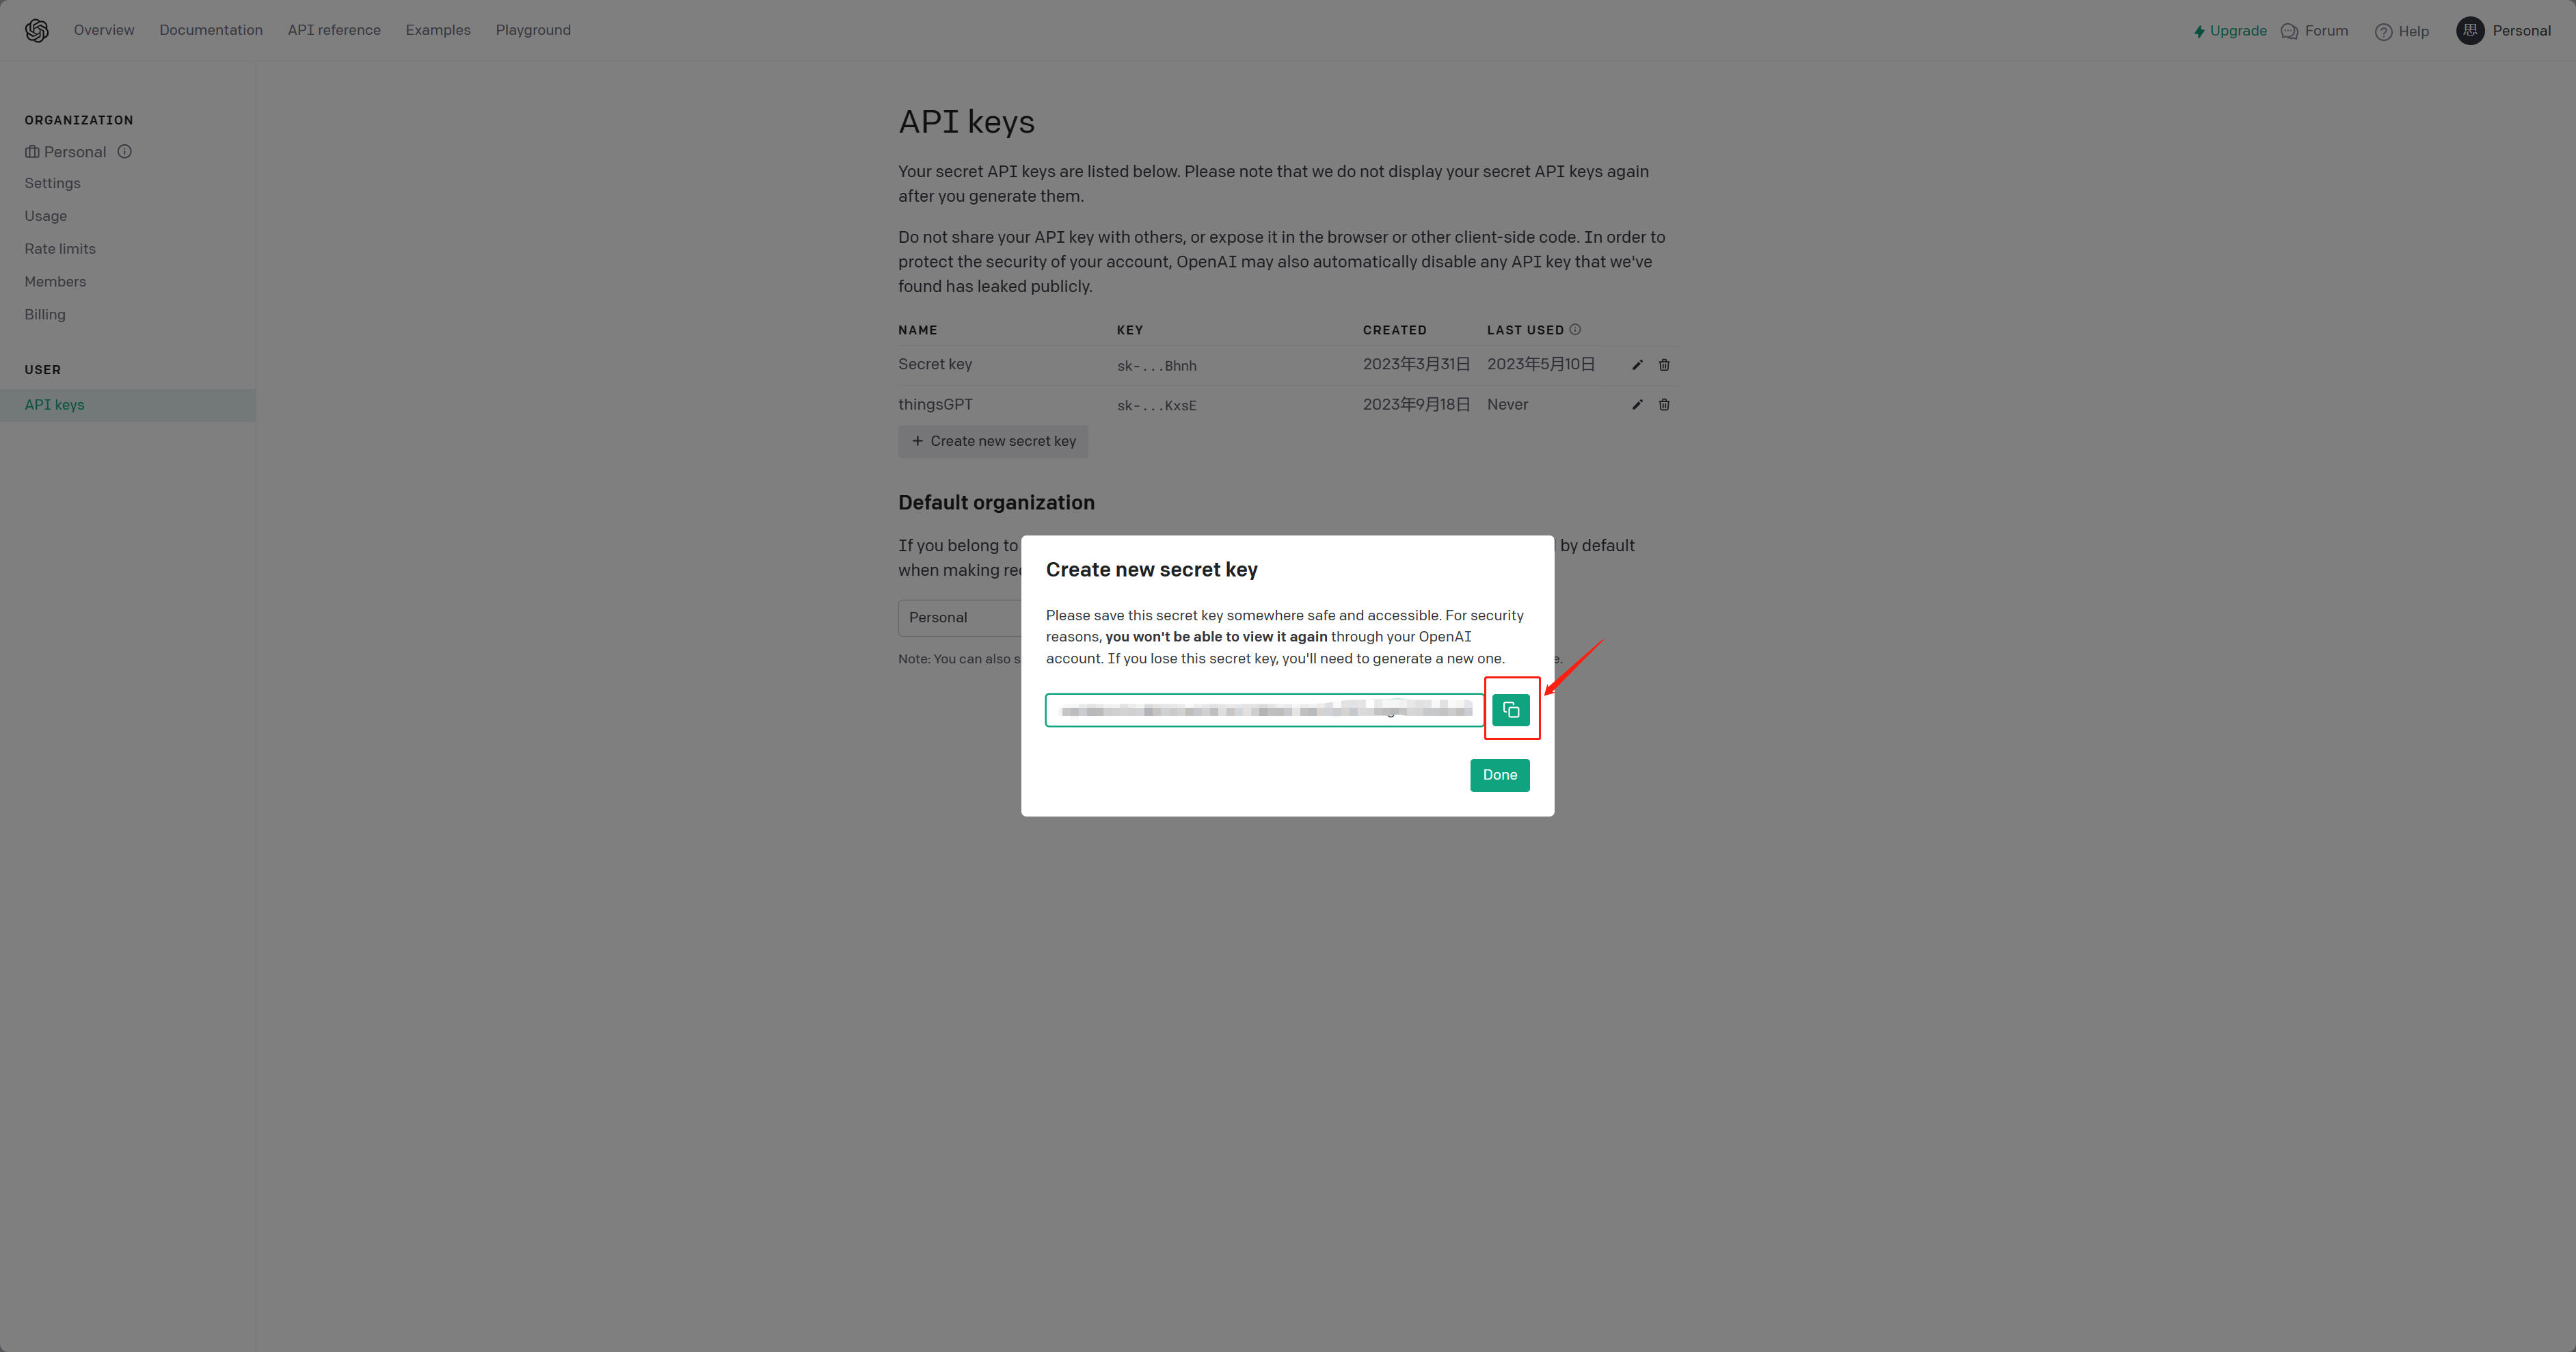 Overview Documentation API reference Examples Playground
Upgrade Forum Help 思 Personal
ORGANIZATION
Personal
Settings
Usage
Rate limits
Members
Billing
USER
API keys
API keys
Your secret API keys are listed below. Please note that we do not display your secret API keys again
after you generate them.
Do not share your API key with others, or expose it in the browser or other client-side code. In order to
protect the security of your account, OpenAI may also automatically disable any API key that we've
found has leaked publicly.
NAME KEY CREATED LAST USED
Secret key sk-...Bhnh 2023年3月31日 2023年5月10日
thingsGPT sk-...KxsE 2023年9月18日 Never
+ Create new secret key
Default organization
If you belong to by default
when making
Personal
Note: You can also
Create new secret key
Please save this secret key somewhere safe and accessible. For security
reasons, you won't be able to view it again through your OpenAI
account. If you lose this secret key, you'll need to generate a new one.
Done